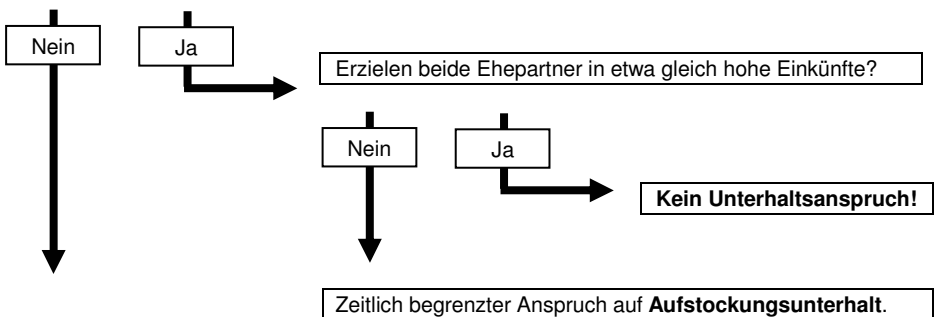 Nein
Ja
Erzielen beide Ehepartner in etwa gleich hohe Einkünfte?
Nein
Ja
Kein Unterhaltsanspruch!
Zeitlich begrenzter Anspruch auf Aufstockungsunterhalt.